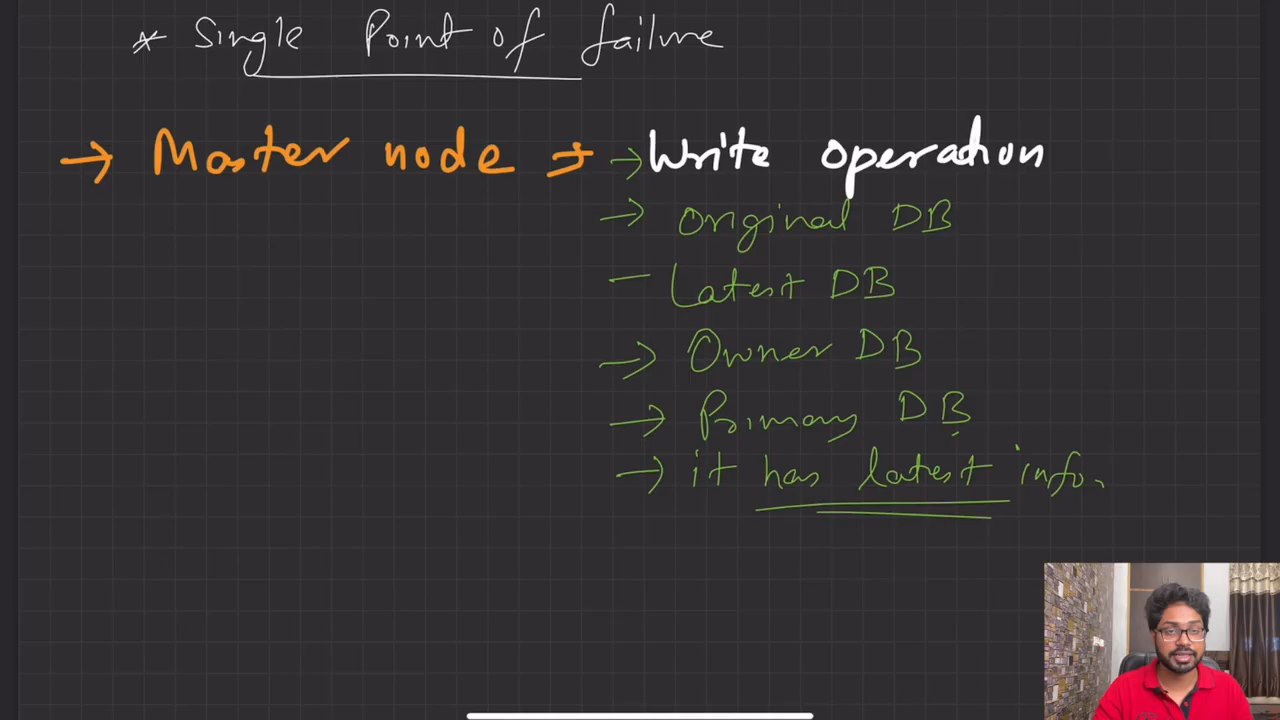 * Single Point of failure
→ Master node => → Write operation
→ Original DB
- Latest DB
→ Owner DB
→ Primary DB
→ it has latest info.